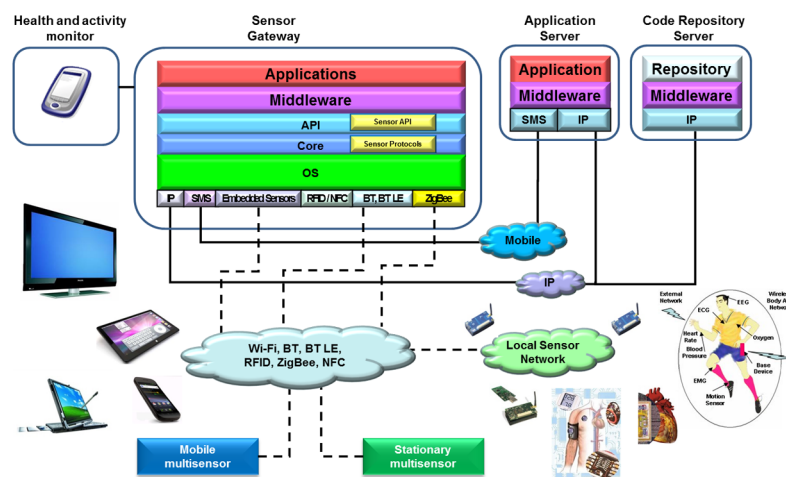 Health and activity
monitor
Sensor
Gateway
Application
Server
Code Repository
Server
Applications
Middleware
API
Sensor API
Core
Sensor Protocols
OS
IP
SMS
Embedded Sensors
RFID / NFC
BT, BT LE
ZigBee
Application
Middleware
SMS
IP
Repository
Middleware
IP
Mobile
IP
Wi-Fi, BT, BT LE,
RFID, ZigBee, NFC
Local Sensor
Network
Mobile
multisensor
Stationary
multisensor
External
Network
EEG
ECG
Heart
Rate
Blood
Pressure
Oxygen
Base
Device
EMG
Motion
Sensor
Body